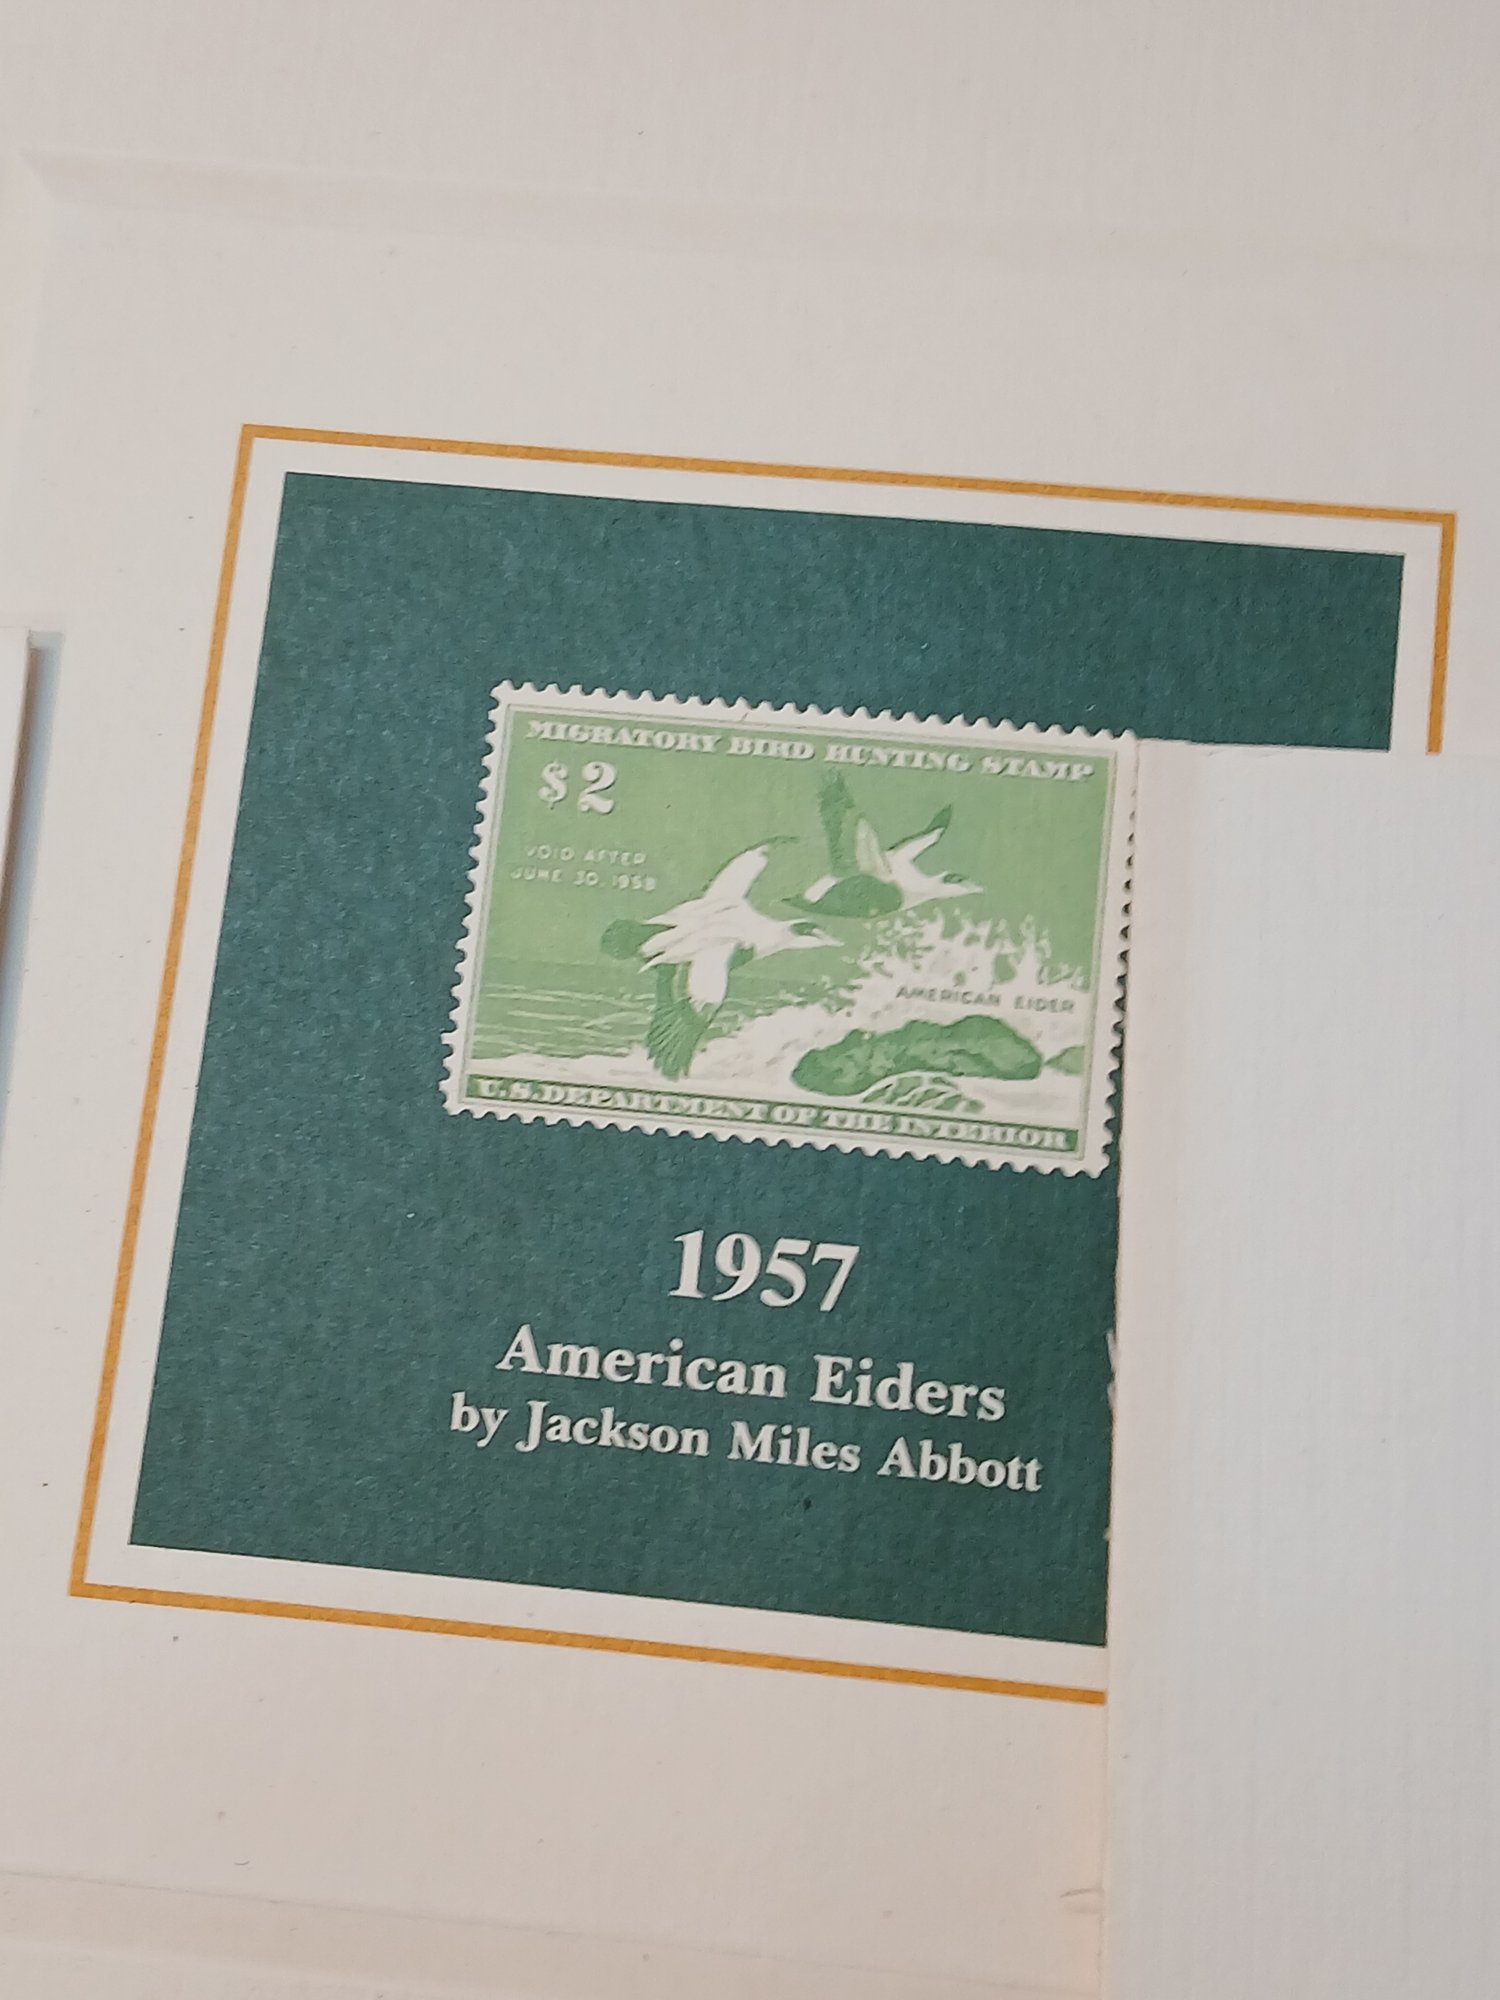 MIGRATORY BIRD HUNTING STAMP
$2
VOID AFTER
JUNE 30, 1958
AMERICAN EIDER
U.S. DEPARTMENT OF THE INTERIOR
1957
American Eiders
by Jackson Miles Abbott